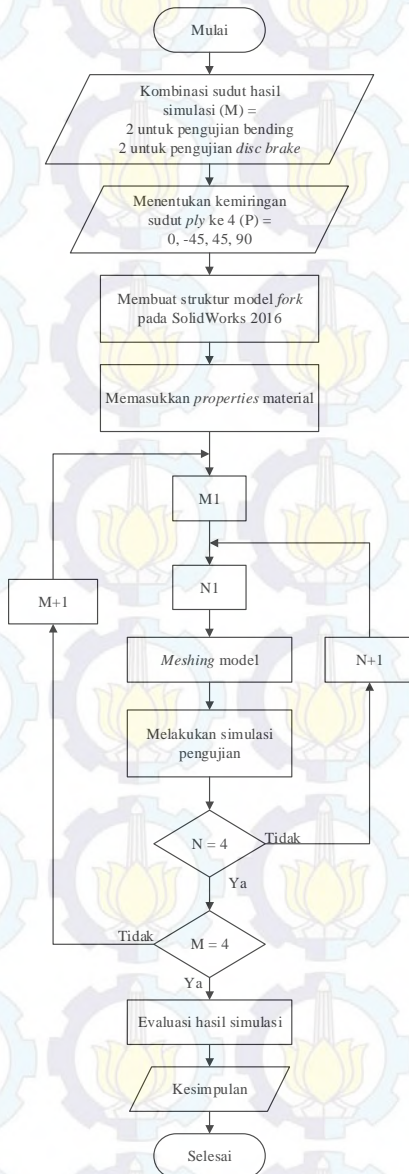 Mulai
Kombinasi sudut hasil
simulasi (M) =
2 untuk pengujian bending
2 untuk pengujian disc brake
Menentukan kemiringan
sudut ply ke 4 (P) =
0, -45, 45, 90
Membuat struktur model fork
pada SolidWorks 2016
Memasukkan properties material
M1
N1
M+1
Meshing model
N+1
Melakukan simulasi
pengujian
N = 4
Tidak
Ya
Tidak
M = 4
Ya
Evaluasi hasil simulasi
Kesimpulan
Selesai